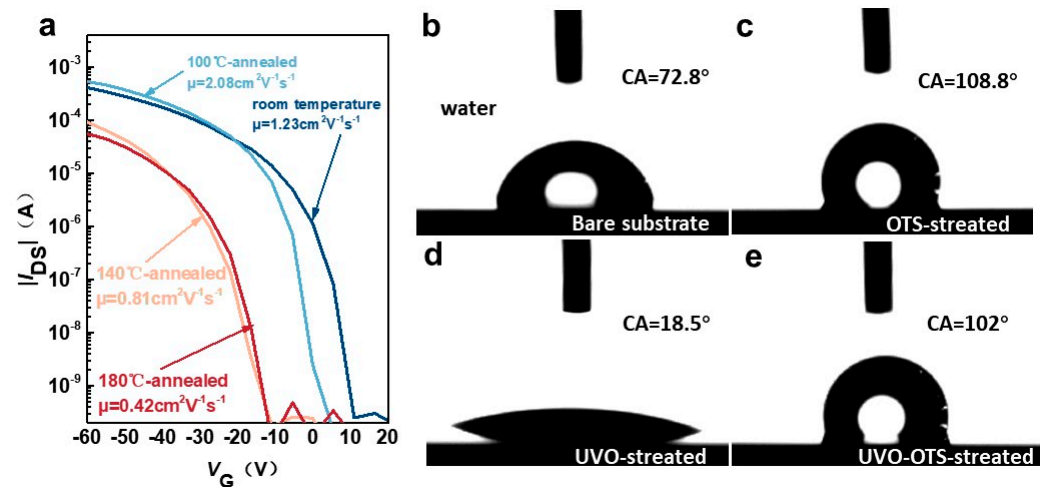 a
10⁻³
10⁻⁴
10⁻⁵
10⁻⁶
10⁻⁷
10⁻⁸
10⁻⁹
|I_DS|（A）
100℃-annealed
μ=2.08cm²V⁻¹s⁻¹
room temperature
μ=1.23cm²V⁻¹s⁻¹
140℃-annealed
μ=0.81cm²V⁻¹s⁻¹
180℃-annealed
μ=0.42cm²V⁻¹s⁻¹
-60 -50 -40 -30 -20 -10 0 10 20
V_G（V）
b
CA=72.8°
water
Bare substrate
c
CA=108.8°
OTS-streated
d
CA=18.5°
UVO-streated
e
CA=102°
UVO-OTS-streated